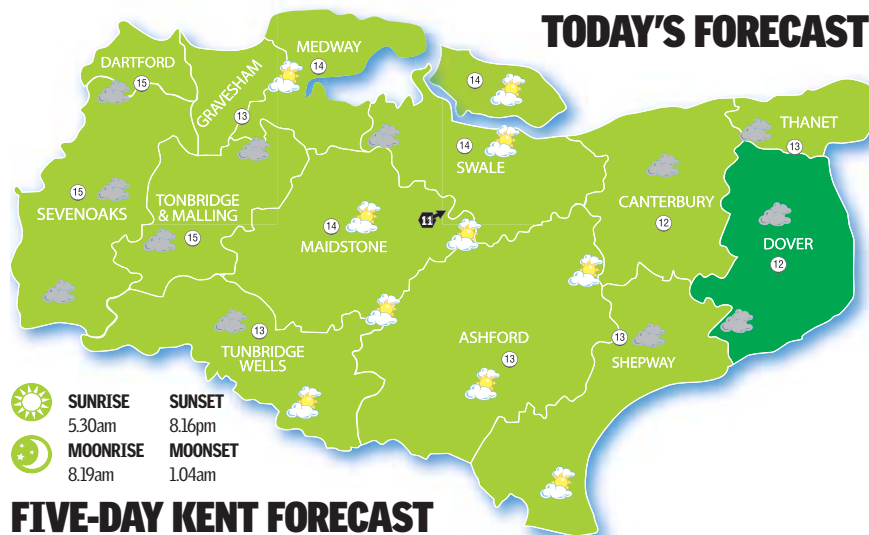 TODAY'S FORECAST
MEDWAY
14
DARTFORD
15
GRAVESHAM
13
14
THANET
13
14
SWALE
15
SEVENOAKS
TONBRIDGE
& MALLING
15
CANTERBURY
12
11
14
MAIDSTONE
DOVER
12
13
TUNBRIDGE
WELLS
ASHFORD
13
13
SHEPWAY
SUNRISE SUNSET
5.30am 8.16pm
MOONRISE MOONSET
8.19am 1.04am
FIVE-DAY KENT FORECAST